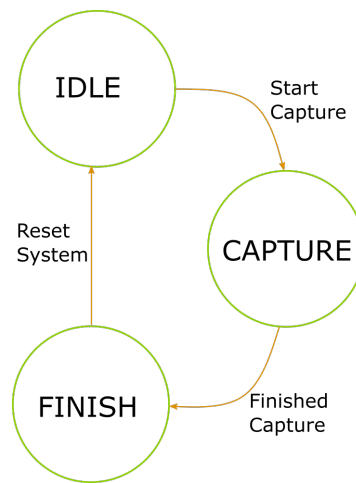 IDLE
Start
Capture
CAPTURE
Reset
System
FINISH
Finished
Capture